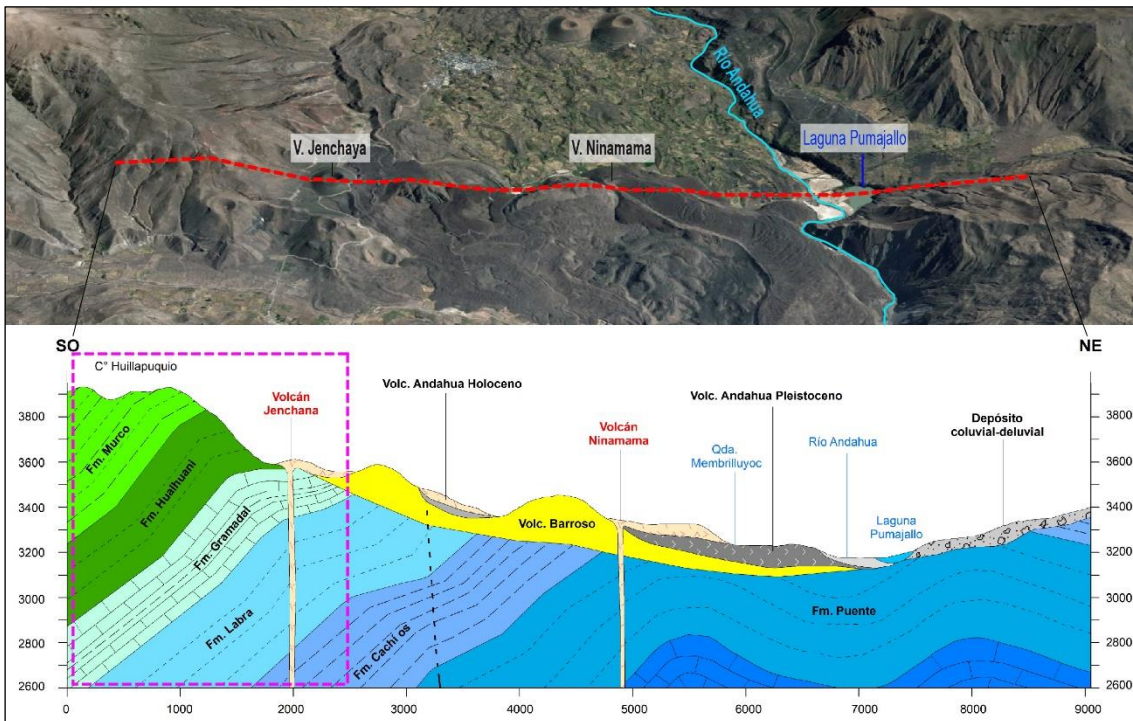 Río Andahua
V. Jenchaya
V. Ninamama
Laguna Pumajallo
SO
NE
C° Huillapuquio
Volcán
Jenchana
Volc. Andahua Holoceno
Volcán
Ninamama
Volc. Andahua Pleistoceno
Qda.
Membrilluyoc
Río Andahua
Depósito
coluvial-deluvial
Laguna
Pumajallo
Fm. Murco
Fm. Hualhuani
Fm. Gramadal
Fm. Labra
Fm. Cachíos
Volc. Barroso
Fm. Puente
3800
3600
3400
3200
3000
2800
2600
3800
3600
3400
3200
3000
2800
2600
0
1000
2000
3000
4000
5000
6000
7000
8000
9000